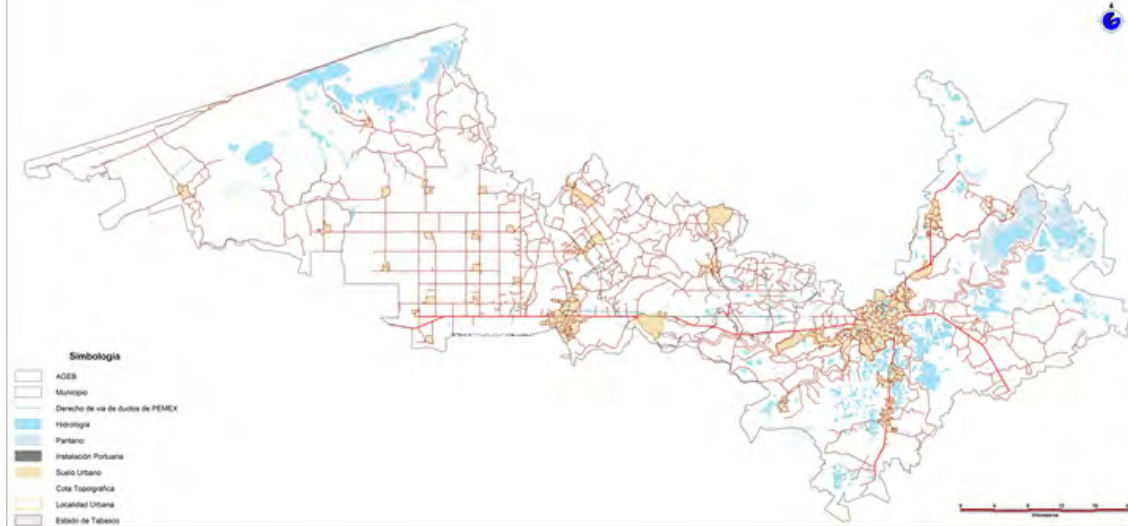 Simbología
AGEB
Municipio
Derecho de vía de ductos de PEMEX
Hidrología
Pantano
Instalación Portuaria
Suelo Urbano
Cota Topográfica
Localidad Urbana
Estado de Tabasco